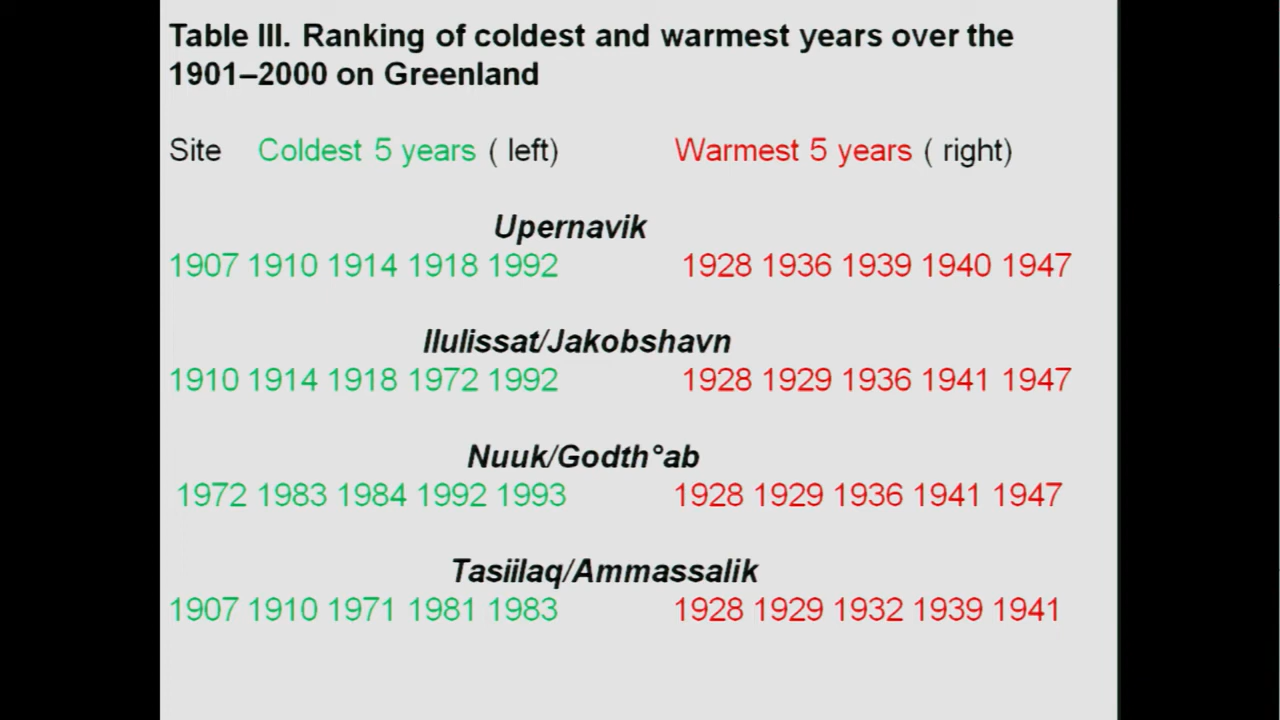 Table III. Ranking of coldest and warmest years over the
1901–2000 on Greenland
Site Coldest 5 years ( left) Warmest 5 years ( right)
Upernavik
1907 1910 1914 1918 1992 1928 1936 1939 1940 1947
Ilulissat/Jakobshavn
1910 1914 1918 1972 1992 1928 1929 1936 1941 1947
Nuuk/Godth°ab
1972 1983 1984 1992 1993 1928 1929 1936 1941 1947
Tasiilaq/Ammassalik
1907 1910 1971 1981 1983 1928 1929 1932 1939 1941